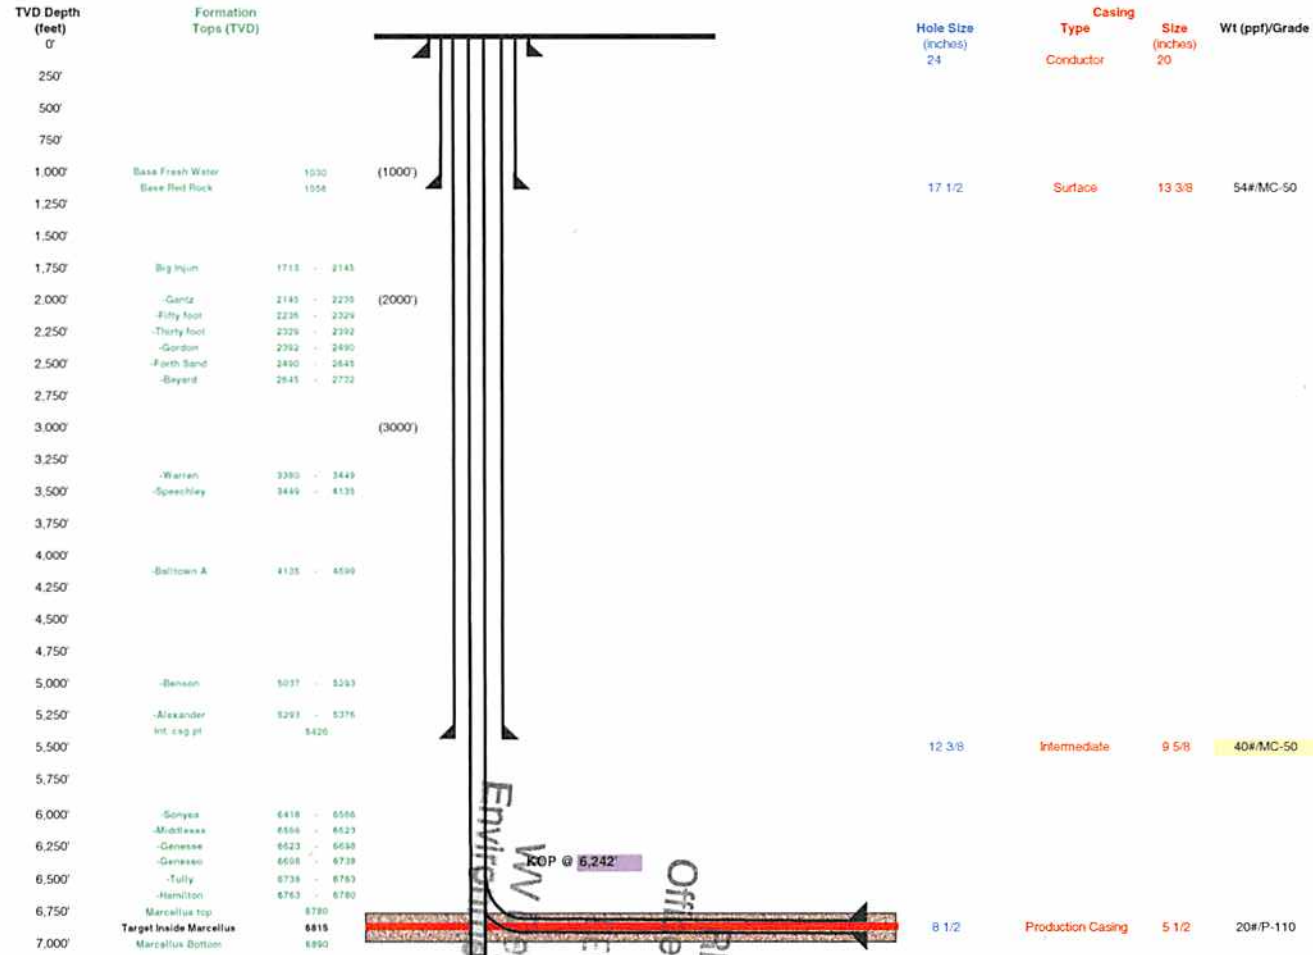 TVD Depth Formation Casing
(feet) Tops (TVD) Hole Size Type Size Wt (ppf)/Grade
0' (inches) (inches)
24 Conductor 20
250'
500'
750'
1,000' Base Fresh Water 1030 (1000')
Base Red Rock 1058 17 1/2 Surface 13 3/8 54#/MC-50
1,250'
1,500'
1,750' Big Injun 1715 - 2145
2,000' -Gantz 2145 - 2236 (2000')
-Fifty foot 2236 - 2329
2,250' -Thirty foot 2329 - 2392
-Gordon 2392 - 2490
2,500' -Forth Sand 2490 - 2645
-Bayard 2645 - 2732
2,750'
3,000' (3000')
3,250'
-Warren 3380 - 3449
3,500' -Speechley 3449 - 4135
3,750'
4,000'
-Balltown A 4135 - 4599
4,250'
4,500'
4,750'
5,000' -Benson 5037 - 5293
5,250' -Alexander 5293 - 5376
Int. csg pt 5426
5,500' 12 3/8 Intermediate 9 5/8 40#/MC-50
5,750'
6,000' -Sonyea 6418 - 6566
-Middlesex 6566 - 6623
6,250' -Genesee 6623 - 6698
-Geneseo 6698 - 6738 KOP @ 6,242'
6,500' -Tully 6738 - 6763
-Hamilton 6763 - 6780
6,750' Marcellus top 6780
Target Inside Marcellus 6815 8 1/2 Production Casing 5 1/2 20#/P-110
7,000' Marcellus Bottom 6890
WV